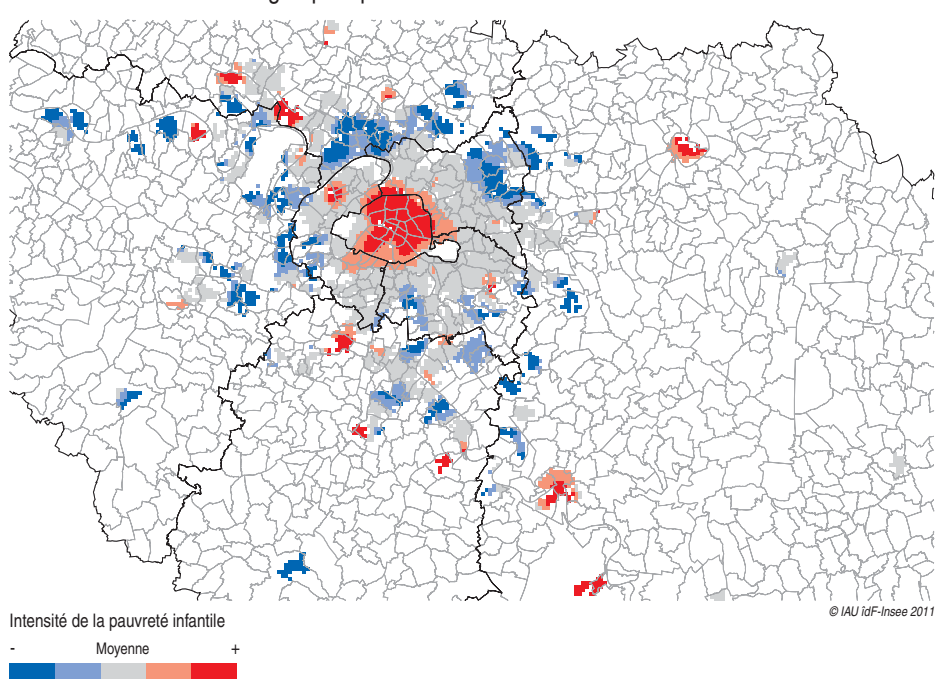 © IAU îdF-Insee 2011
Intensité de la pauvreté infantile
- Moyenne +